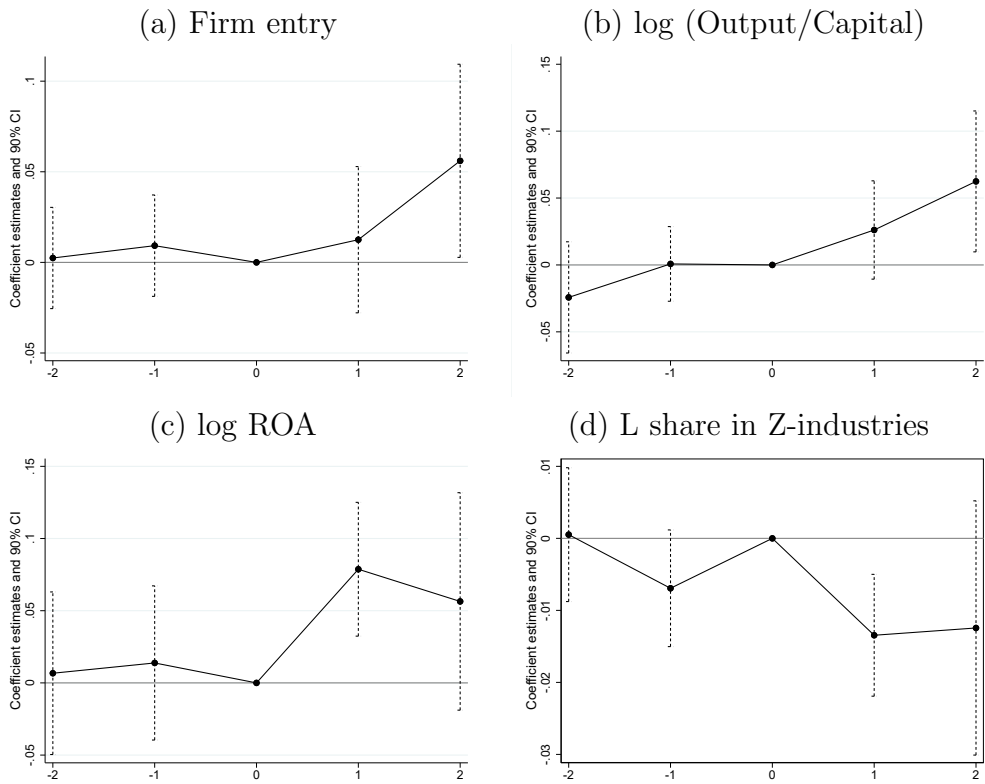 (a) Firm entry
Coefficient estimates and 90% CI
.1
.05
0
-.05
-2 -1 0 1 2
(b) log (Output/Capital)
Coefficient estimates and 90% CI
.15
.1
.05
0
-.05
-2 -1 0 1 2
(c) log ROA
Coefficient estimates and 90% CI
.15
.1
.05
0
-.05
-2 -1 0 1 2
(d) L share in Z-industries
Coefficient estimates and 90% CI
.01
0
-.01
-.02
-.03
-2 -1 0 1 2